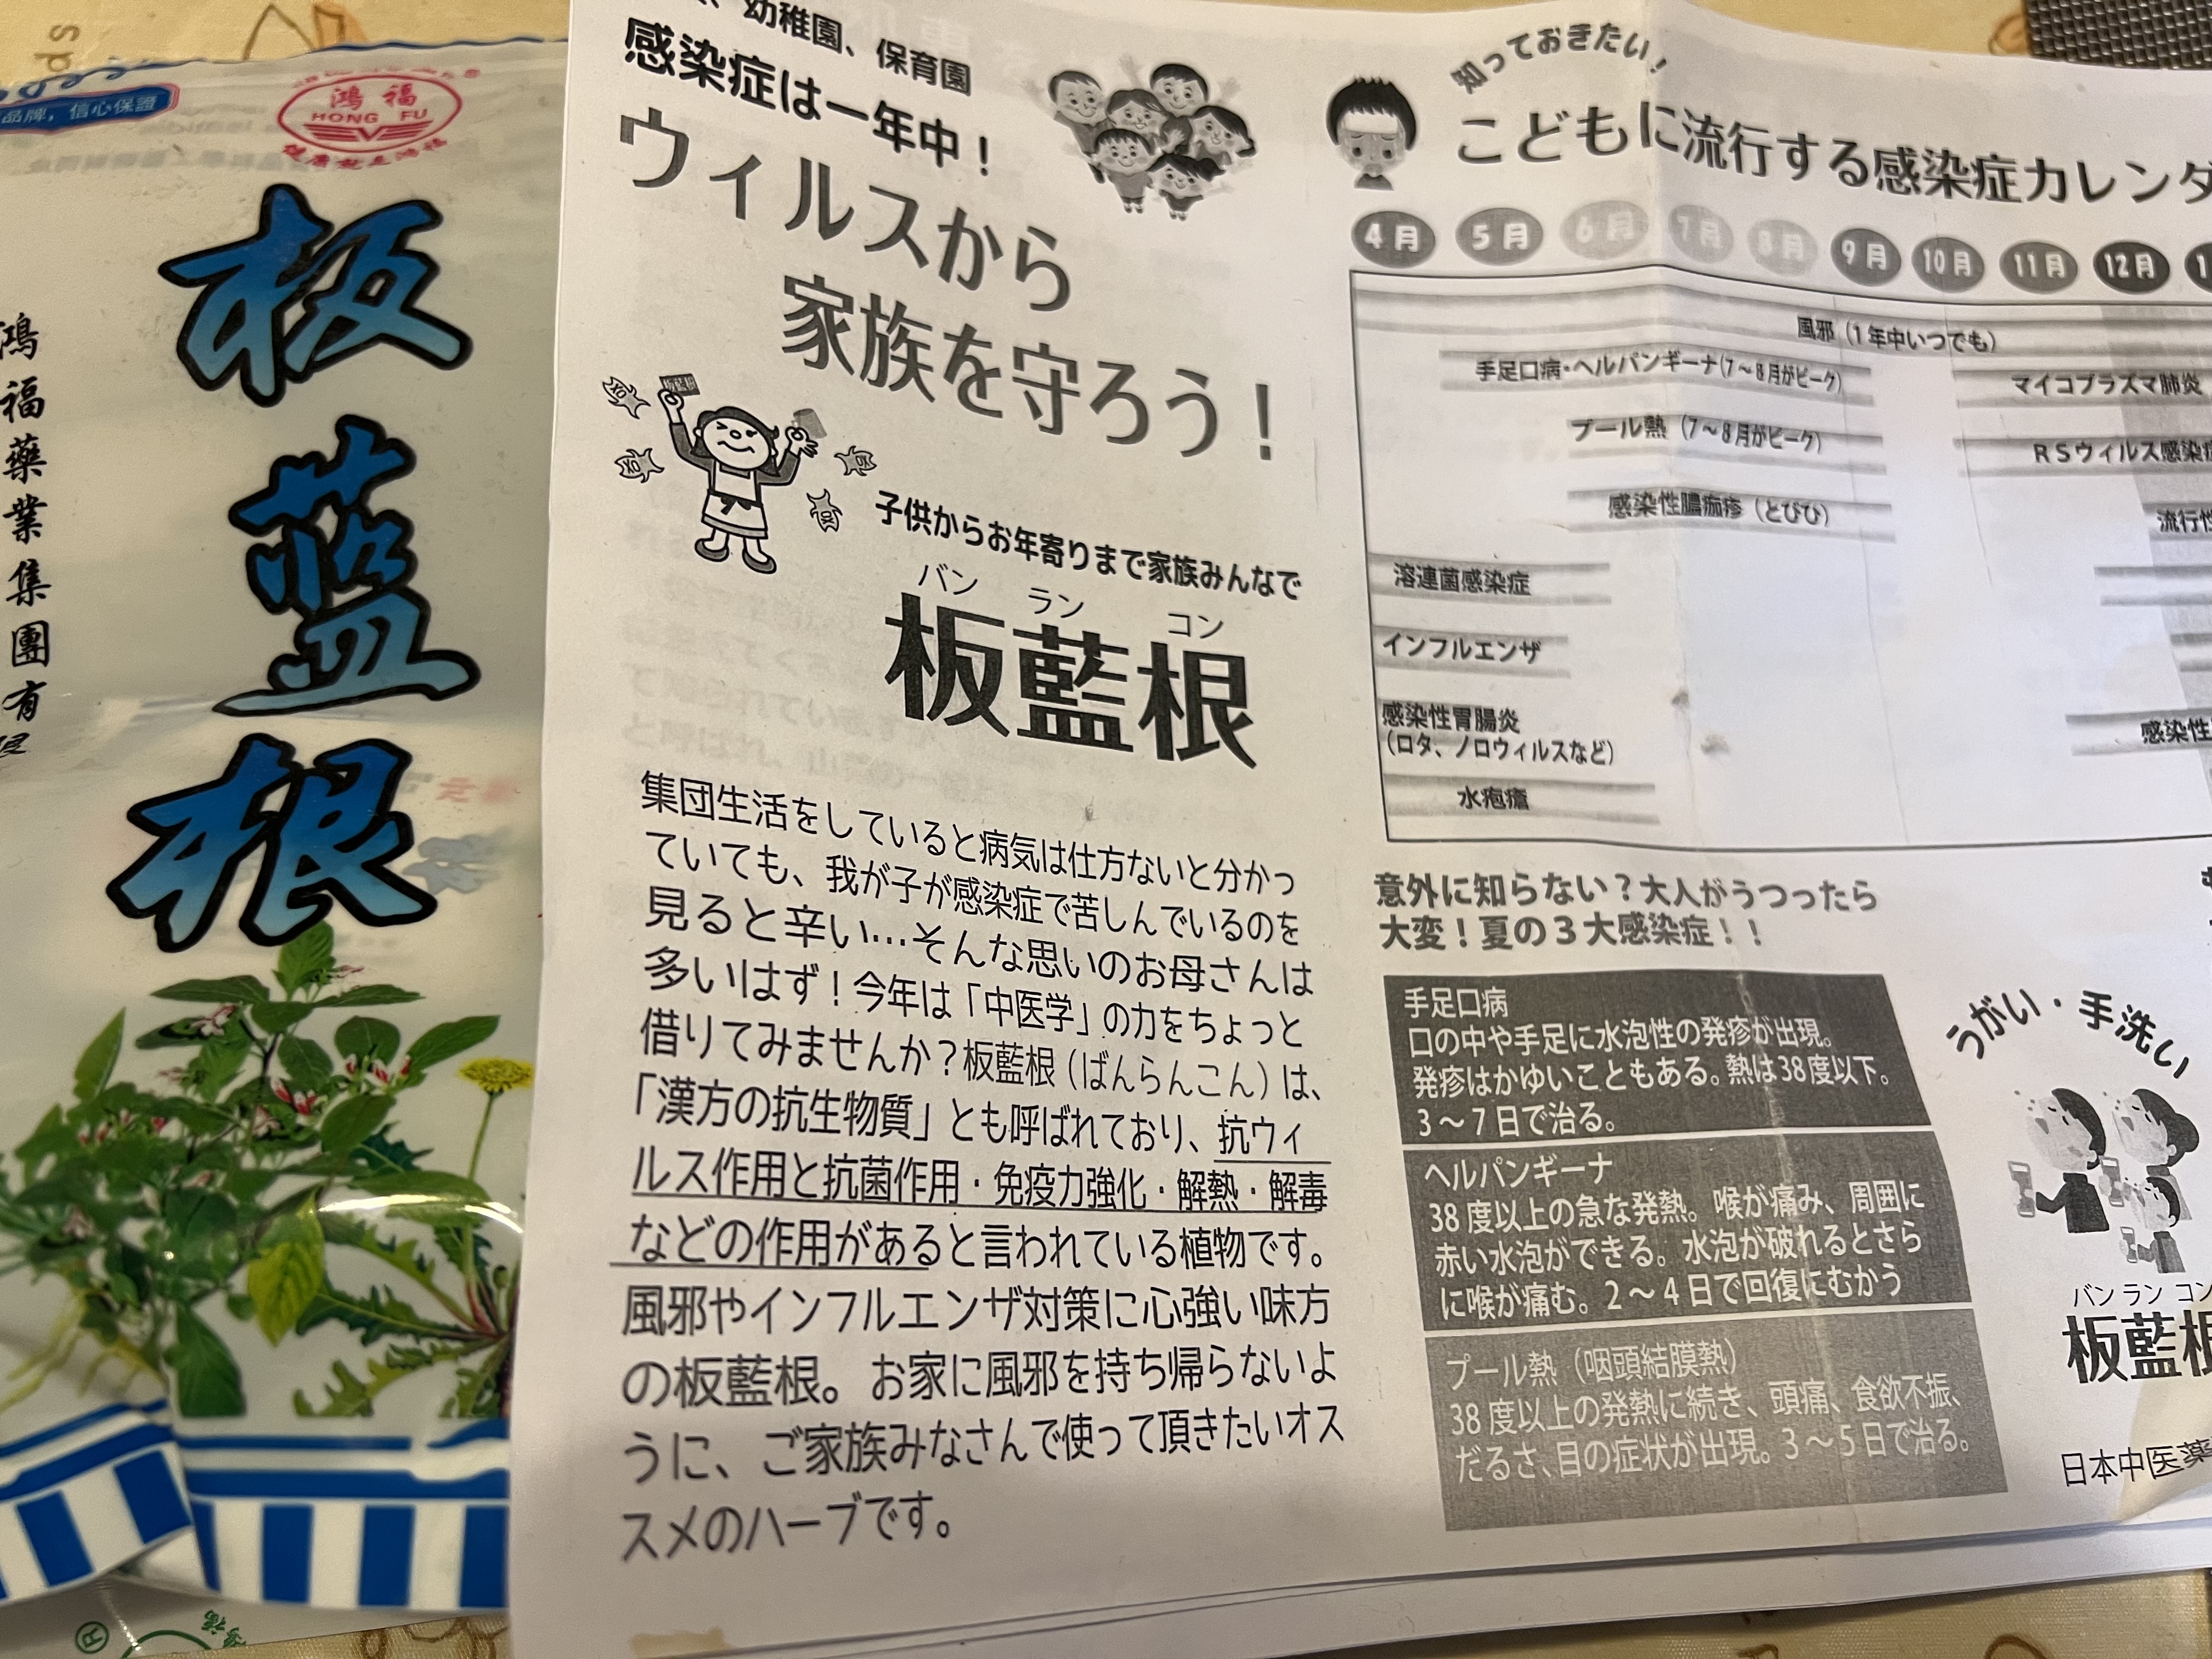 品牌，信心保證
鴻福
HONG FU
板藍根
鴻福藥業集團有
幼稚園、保育園
感染症は一年中！
ウィルスから
家族を守ろう！
板藍根
子供からお年寄りまで家族みんなで
バン ラン コン
板藍根
集団生活をしていると病気は仕方ないと分かっ
ていても、我が子が感染症で苦しんでいるのを
見ると辛い…そんな思いのお母さんは
多いはず！今年は「中医学」の力をちょっと
借りてみませんか？板藍根（ばんらんこん）は、
「漢方の抗生物質」とも呼ばれており、抗ウィ
ルス作用と抗菌作用・免疫力強化・解熱・解毒
などの作用があると言われている植物です。
風邪やインフルエンザ対策に心強い味方
の板藍根。お家に風邪を持ち帰らないよ
うに、ご家族みなさんで使って頂きたいオス
スメのハーブです。
知っておきたい！
こどもに流行する感染症カレンダ
4月 5月 6月 7月 8月 9月 10月 11月 12月 1
風邪（1年中いつでも）
手足口病・ヘルパンギーナ(7～8月がピーク)
マイコプラズマ肺炎
プール熱（7～8月がピーク）
RSウィルス感染症
感染性膿痂疹（とびひ）
流行性
溶連菌感染症
インフルエンザ
感染性胃腸炎
（ロタ、ノロウィルスなど）
感染性
水疱瘡
意外に知らない？大人がうつったら
大変！夏の３大感染症！！
手足口病
口の中や手足に水泡性の発疹が出現。
発疹はかゆいこともある。熱は38度以下。
３～７日で治る。
ヘルパンギーナ
38度以上の急な発熱。喉が痛み、周囲に
赤い水泡ができる。水泡が破れるとさら
に喉が痛む。２～４日で回復にむかう
プール熱（咽頭結膜熱）
38度以上の発熱に続き、頭痛、食欲不振、
だるさ、目の症状が出現。３～５日で治る。
うがい・手洗い
バン ラン コン
板藍根
日本中医薬